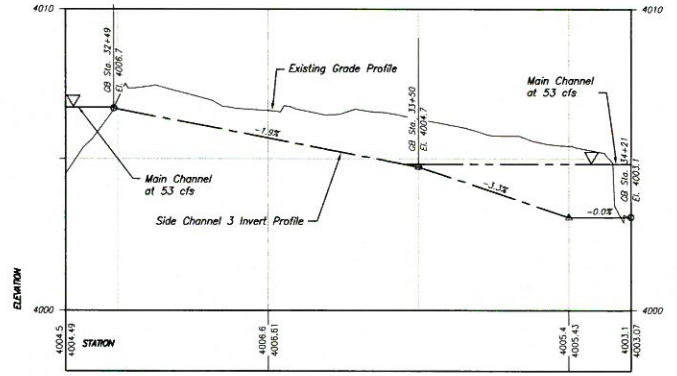 4010
4010
GB Sta. 32+49
El. 4006.7
Existing Grade Profile
GB Sta. 33+50
El. 4004.7
Main Channel
at 53 cfs
GB Sta. 34+21
El. 4003.1
-1.9%
Main Channel
at 53 cfs
-3.3%
Side Channel 3 Invert Profile
-0.0%
ELEVATION
4000
4000
4004.5
4004.49
STATION
4006.6
4006.61
4005.4
4005.43
4003.1
4003.07